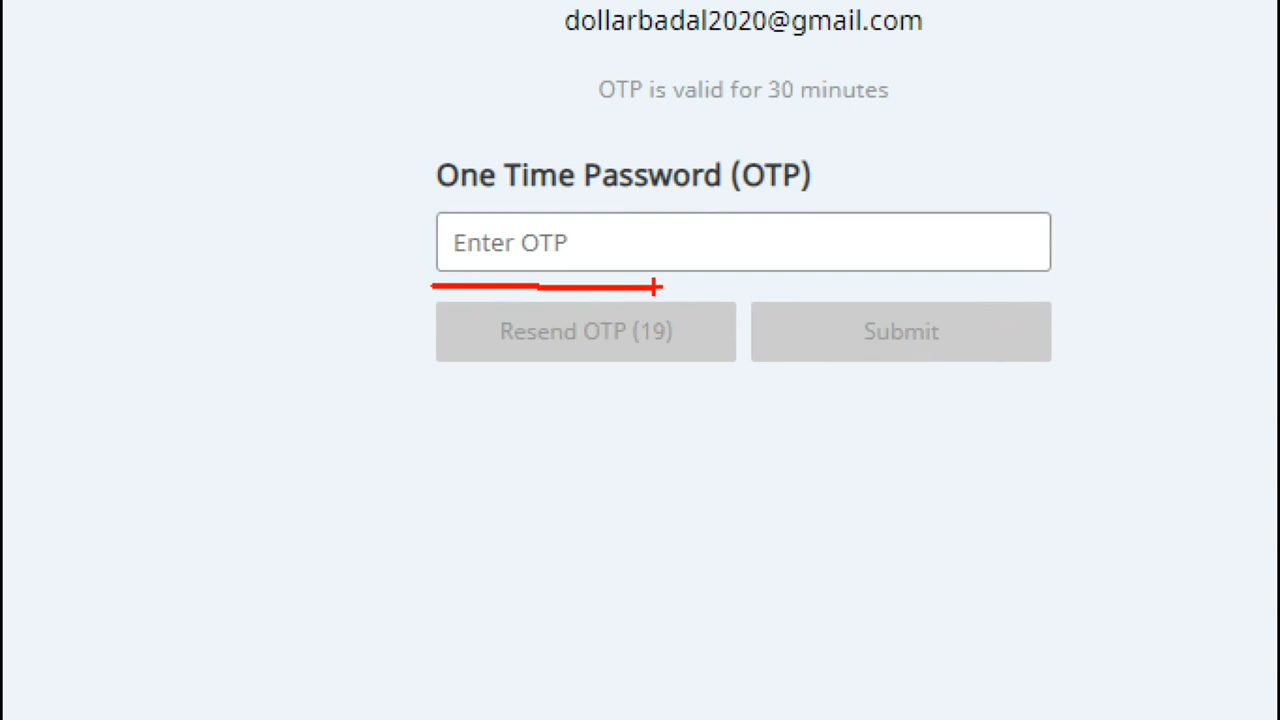 dollarbadal2020@gmail.com
OTP is valid for 30 minutes
One Time Password (OTP)
Enter OTP
Resend OTP (19)
Submit